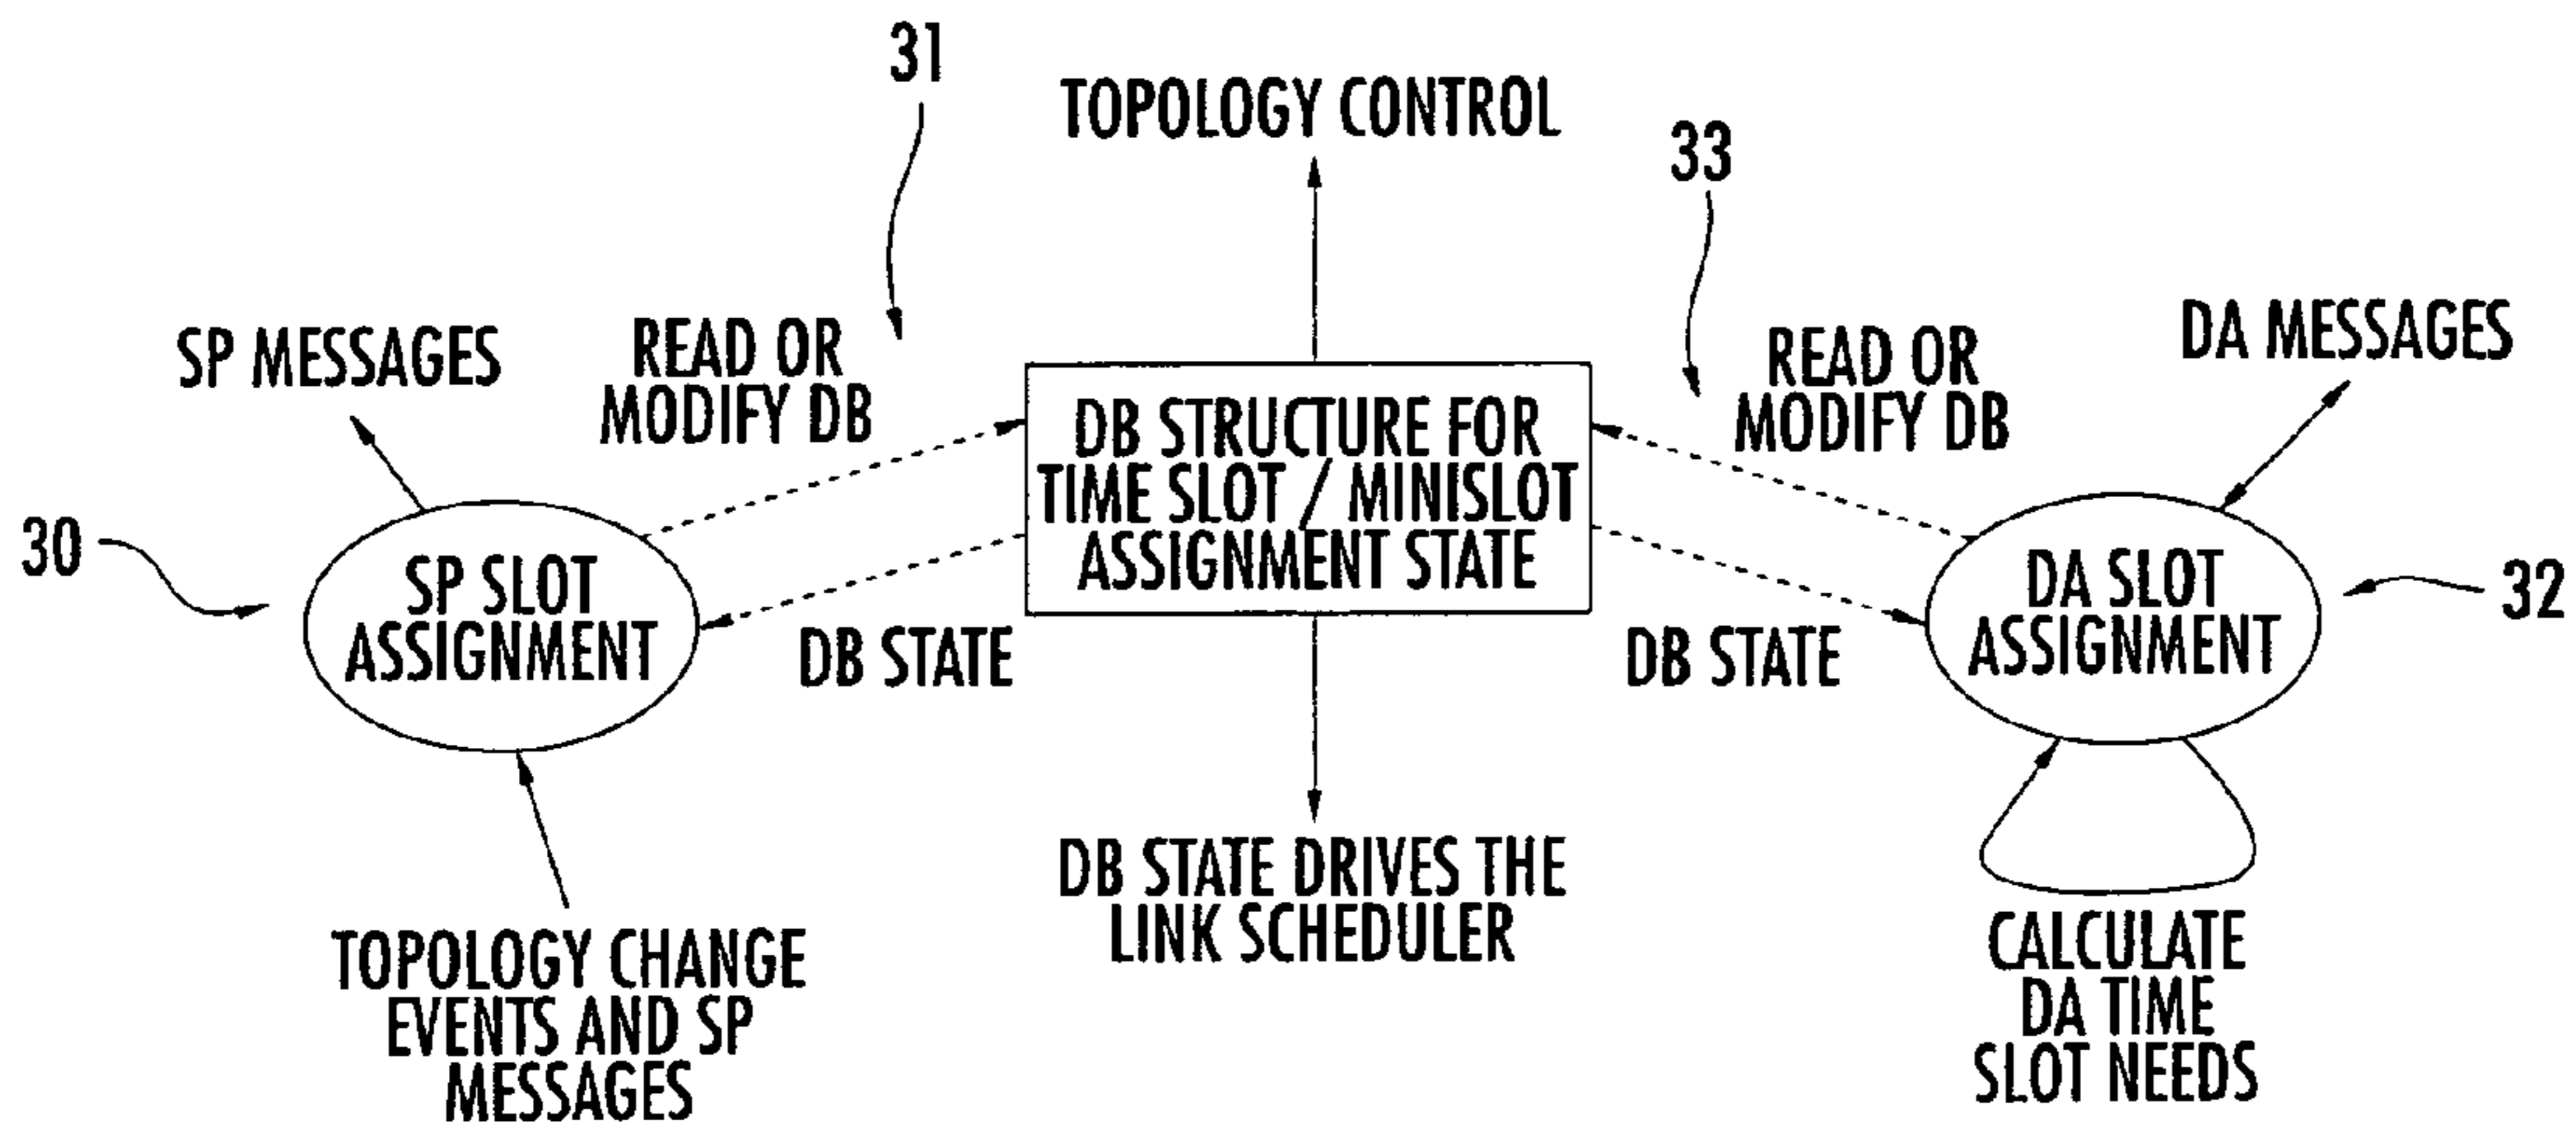 31
TOPOLOGY CONTROL
33
SP MESSAGES
READ OR
MODIFY DB
READ OR
MODIFY DB
DA MESSAGES
DB STRUCTURE FOR
TIME SLOT / MINISLOT
ASSIGNMENT STATE
30
SP SLOT
ASSIGNMENT
DB STATE
DB STATE
DA SLOT
ASSIGNMENT
32
DB STATE DRIVES THE
LINK SCHEDULER
TOPOLOGY CHANGE
EVENTS AND SP
MESSAGES
CALCULATE
DA TIME
SLOT NEEDS